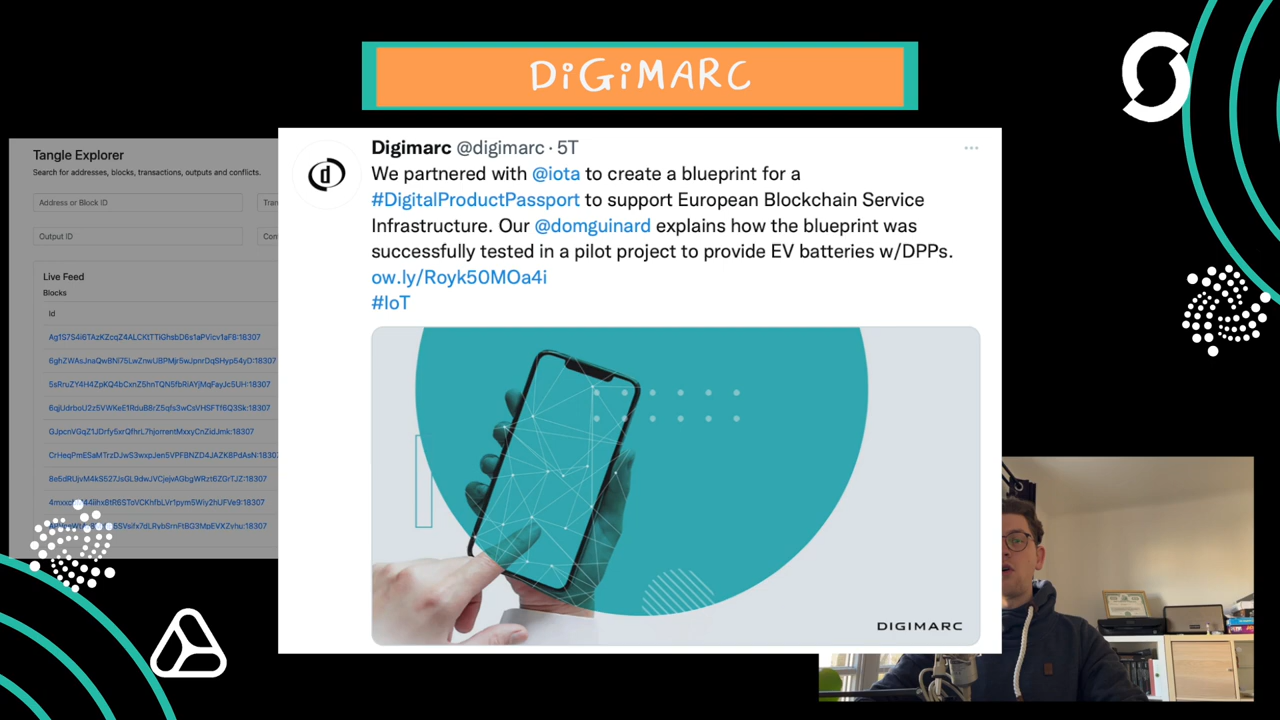 DiGiMARC
Tangle Explorer
Search for addresses, blocks, transactions, outputs and conflicts.
Address or Block ID
Tran
Output ID
Con
Live Feed
Blocks
Id
Digimarc @digimarc · 5T
We partnered with @iota to create a blueprint for a
#DigitalProductPassport to support European Blockchain Service
Infrastructure. Our @domguinard explains how the blueprint was
successfully tested in a pilot project to provide EV batteries w/DPPs.
ow.ly/Royk50MOa4i
#IoT
DIGIMARC